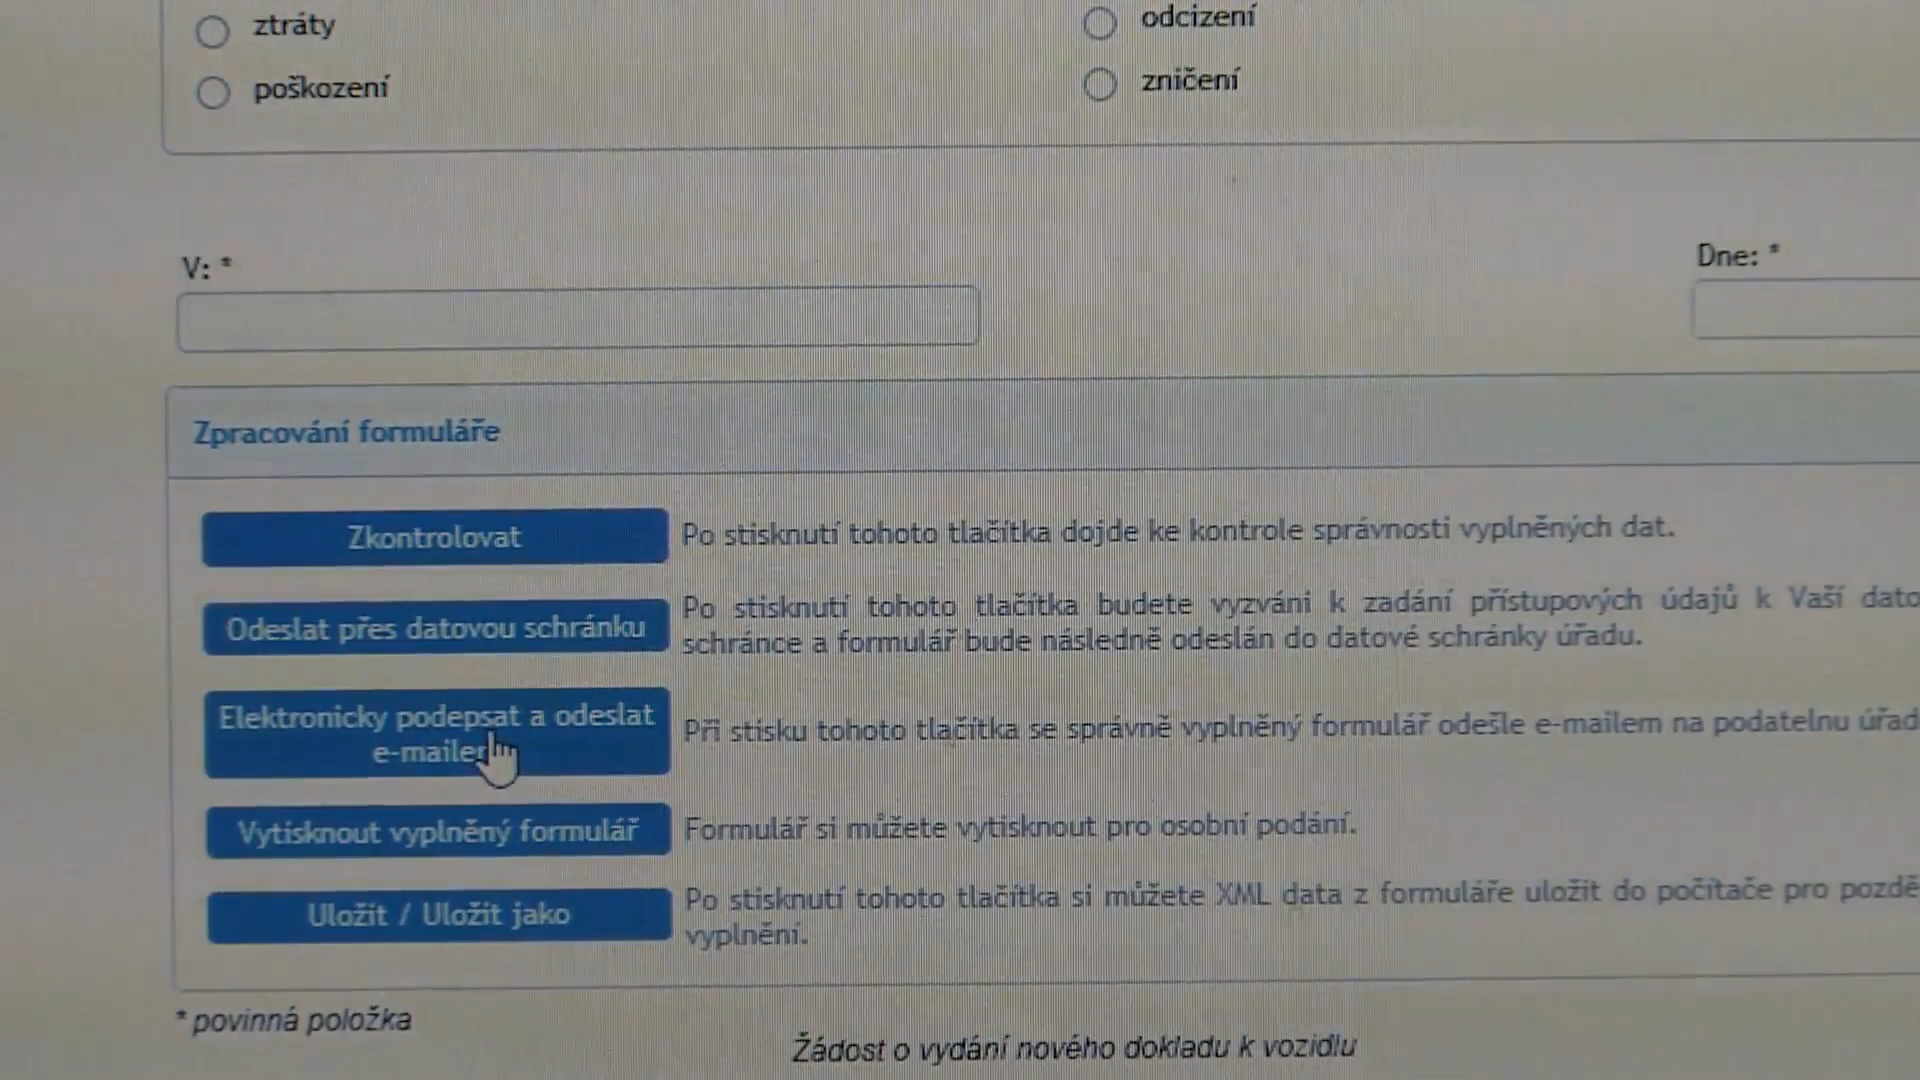 ztráty
odcizení
poškození
zničení
V: *
Dne: *
Zpracování formuláře
Zkontrolovat
Po stisknutí tohoto tlačítka dojde ke kontrole správnosti vyplněných dat.
Odeslat přes datovou schránku
Po stisknutí tohoto tlačítka budete vyzváni k zadání přístupových údajů k Vaší dato
schránce a formulář bude následně odeslán do datové schránky úřadu.
Elektronicky podepsat a odeslat
e-mailem
Při stisku tohoto tlačítka se správně vyplněný formulář odešle e-mailem na podatelnu úřad
Vytisknout vyplněný formulář
Formulář si můžete vytisknout pro osobní podání.
Uložit / Uložit jako
Po stisknutí tohoto tlačítka si můžete XML data z formuláře uložit do počítače pro pozdě
vyplnění.
* povinná položka
Žádost o vydání nového dokladu k vozidlu